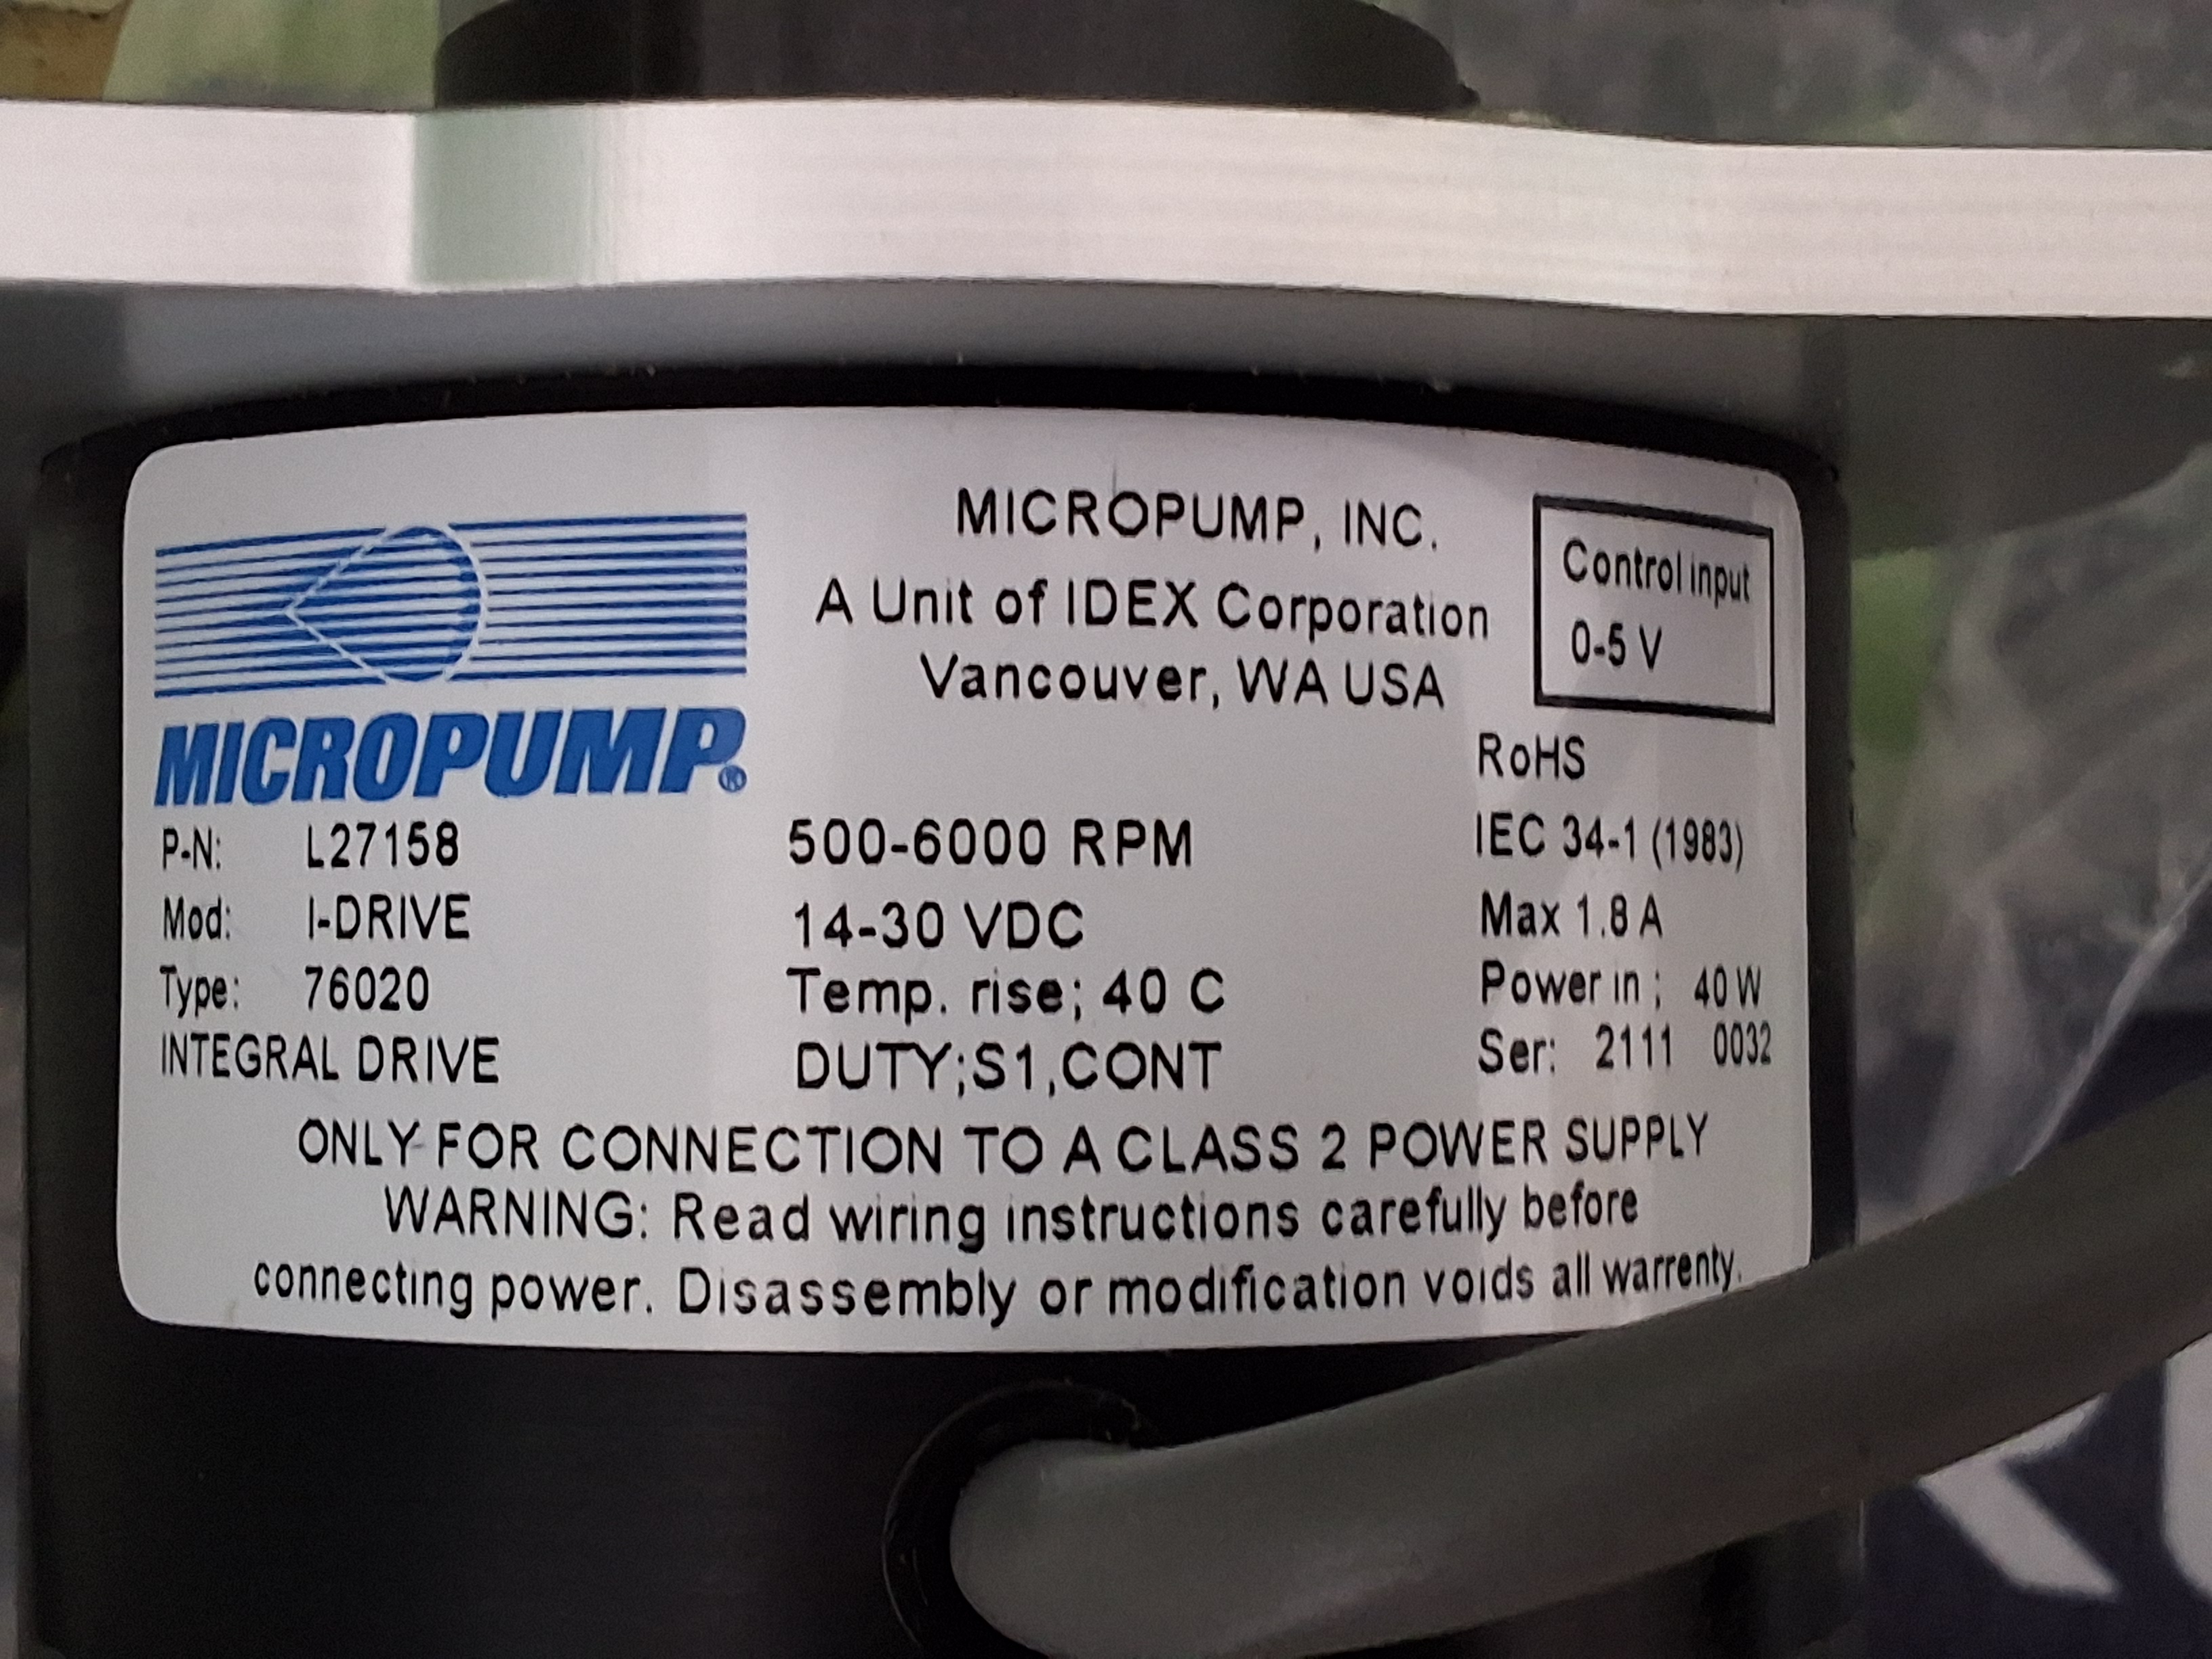 MICROPUMP, INC.
A Unit of IDEX Corporation
Vancouver, WA USA
Control input
0-5 V
MICROPUMP®
RoHS
P-N: L27158
500-6000 RPM
IEC 34-1 (1983)
Mod: I-DRIVE
14-30 VDC
Max 1.8 A
Type: 76020
Temp. rise; 40 C
Power in ; 40 W
INTEGRAL DRIVE
DUTY;S1,CONT
Ser: 2111 0032
ONLY FOR CONNECTION TO A CLASS 2 POWER SUPPLY
WARNING: Read wiring instructions carefully before
connecting power. Disassembly or modification voids all warrenty.